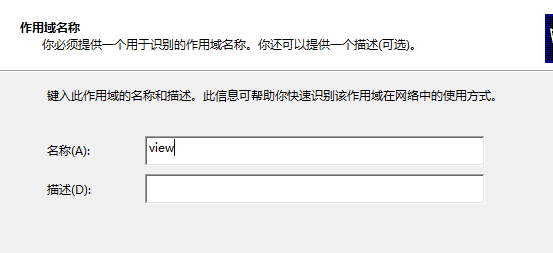 作用域名称
你必须提供一个用于识别的作用域名称。你还可以提供一个描述(可选)。
键入此作用域的名称和描述。此信息可帮助你快速识别该作用域在网络中的使用方式。
名称(A):
view
描述(D):